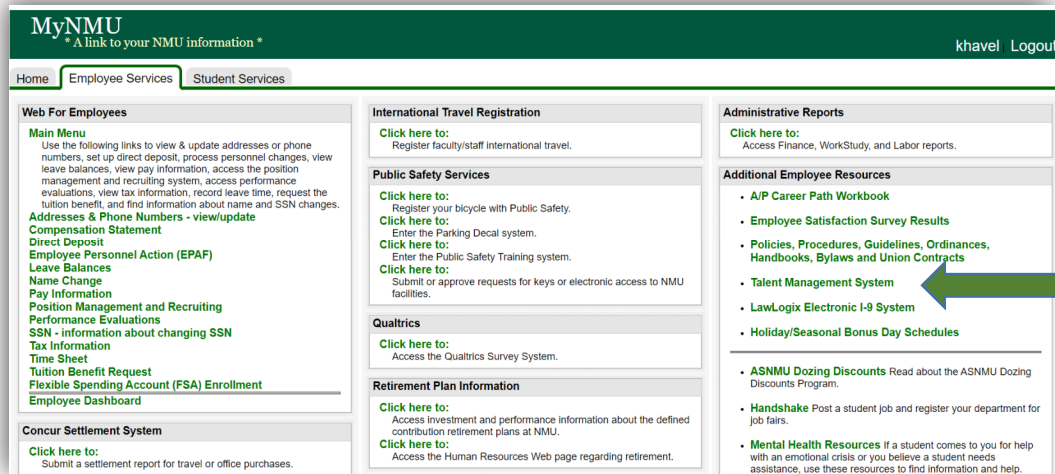 MyNMU
* A link to your NMU information *
khavel | Logout
Home
Employee Services
Student Services
Web For Employees
Main Menu
Use the following links to view & update addresses or phone
numbers, set up direct deposit, process personnel changes, view
leave balances, view pay information, access the position
management and recruiting system, access performance
evaluations, view tax information, record leave time, request the
tuition benefit, and find information about name and SSN changes.
Addresses & Phone Numbers - view/update
Compensation Statement
Direct Deposit
Employee Personnel Action (EPAF)
Leave Balances
Name Change
Pay Information
Position Management and Recruiting
Performance Evaluations
SSN - information about changing SSN
Tax Information
Time Sheet
Tuition Benefit Request
Flexible Spending Account (FSA) Enrollment
Employee Dashboard
Concur Settlement System
Click here to:
Submit a settlement report for travel or office purchases.
International Travel Registration
Click here to:
Register faculty/staff international travel.
Public Safety Services
Click here to:
Register your bicycle with Public Safety.
Click here to:
Enter the Parking Decal system.
Click here to:
Enter the Public Safety Training system.
Click here to:
Submit or approve requests for keys or electronic access to NMU
facilities.
Qualtrics
Click here to:
Access the Qualtrics Survey System.
Retirement Plan Information
Click here to:
Access investment and performance information about the defined
contribution retirement plans at NMU.
Click here to:
Access the Human Resources Web page regarding retirement.
Administrative Reports
Click here to:
Access Finance, WorkStudy, and Labor reports.
Additional Employee Resources
• A/P Career Path Workbook
• Employee Satisfaction Survey Results
• Policies, Procedures, Guidelines, Ordinances,
Handbooks, Bylaws and Union Contracts
• Talent Management System
• LawLogix Electronic I-9 System
• Holiday/Seasonal Bonus Day Schedules
• ASNMU Dozing Discounts Read about the ASNMU Dozing
Discounts Program.
• Handshake Post a student job and register your department for
job fairs.
• Mental Health Resources If a student comes to you for help
with an emotional crisis or you believe a student needs
assistance, use these resources to find information and help.